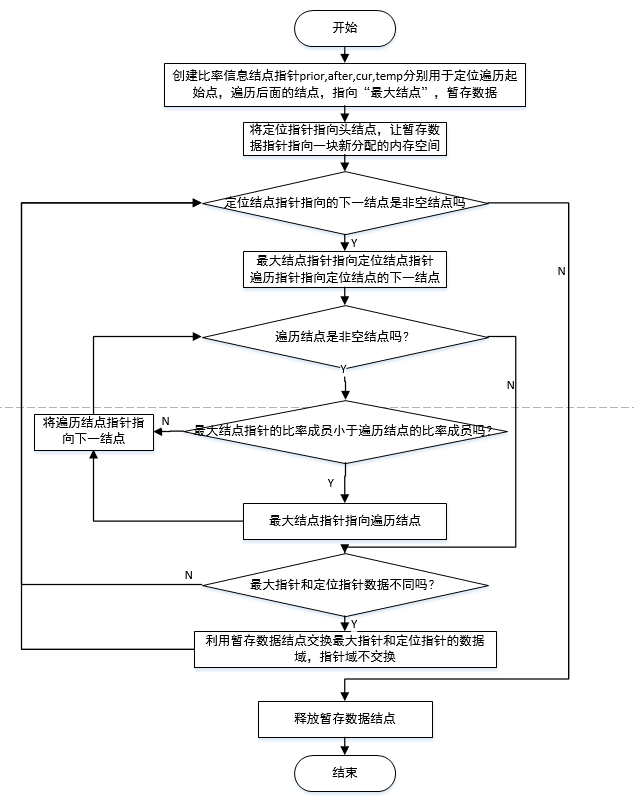 开始
创建比率信息结点指针prior,after,cur,temp分别用于定位遍历起
始点，遍历后面的结点，指向“最大结点”，暂存数据
将定位指针指向头结点，让暂存数
据指针指向一块新分配的内存空间
定位结点指针指向的下一结点是非空结点吗
Y
N
最大结点指针指向定位结点指针
遍历指针指向定位结点的下一结点
遍历结点是非空结点吗？
Y
N
将遍历结点指针指
向下一结点
N
最大结点指针的比率成员小于遍历结点的比率成员吗？
Y
最大结点指针指向遍历结点
N
最大指针和定位指针数据不同吗？
Y
利用暂存数据结点交换最大指针和定位指针的数据
域，指针域不交换
释放暂存数据结点
结束